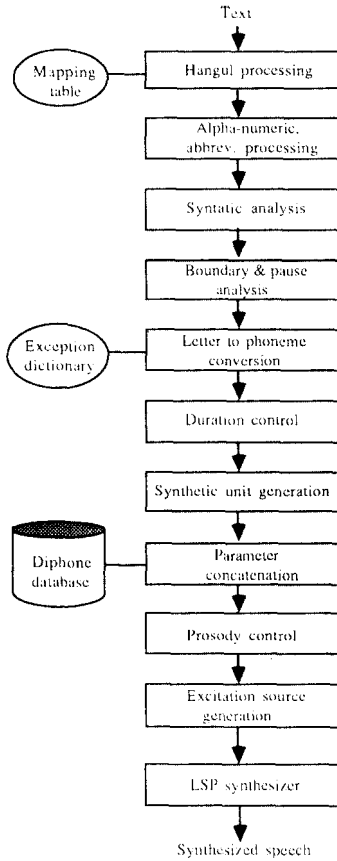 Text
Mapping
table
Hangul processing
Alpha-numeric,
abbrev. processing
Syntatic analysis
Boundary & pause
analysis
Exception
dictionary
Letter to phoneme
conversion
Duration control
Synthetic unit generation
Diphone
database
Parameter
concatenation
Prosody control
Excitation source
generation
LSP synthesizer
Synthesized speech